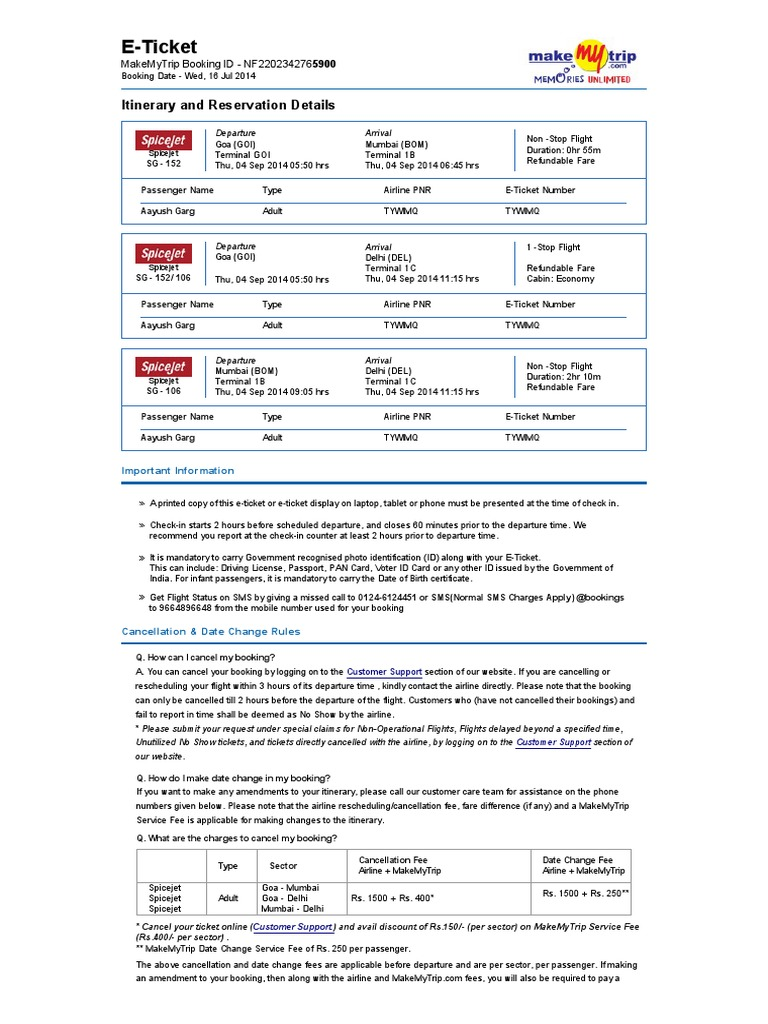 E-Ticket
MakeMyTrip Booking ID - NF2202342765900
Booking Date - Wed, 16 Jul 2014
make my trip
.com
MEMORIES UNLIMITED
Itinerary and Reservation Details
SpiceJet
Spicejet
SG - 152
Departure
Goa (GOI)
Terminal GOI
Thu, 04 Sep 2014 05:50 hrs
Arrival
Mumbai (BOM)
Terminal 1B
Thu, 04 Sep 2014 06:45 hrs
Non -Stop Flight
Duration: 0hr 55m
Refundable Fare
Passenger Name Type Airline PNR E-Ticket Number
Aayush Garg Adult TYWIMQ TYWIMQ
SpiceJet
Spicejet
SG - 152/ 106
Departure
Goa (GOI)
Thu, 04 Sep 2014 05:50 hrs
Arrival
Delhi (DEL)
Terminal 1C
Thu, 04 Sep 2014 11:15 hrs
1 -Stop Flight
Refundable Fare
Cabin: Economy
Passenger Name Type Airline PNR E-Ticket Number
Aayush Garg Adult TYWIMQ TYWIMQ
SpiceJet
Spicejet
SG - 106
Departure
Mumbai (BOM)
Terminal 1B
Thu, 04 Sep 2014 09:05 hrs
Arrival
Delhi (DEL)
Terminal 1C
Thu, 04 Sep 2014 11:15 hrs
Non -Stop Flight
Duration: 2hr 10m
Refundable Fare
Passenger Name Type Airline PNR E-Ticket Number
Aayush Garg Adult TYWIMQ TYWIMQ
Important Information
» A printed copy of this e-ticket or e-ticket display on laptop, tablet or phone must be presented at the time of check in.
» Check-in starts 2 hours before scheduled departure, and closes 60 minutes prior to the departure time. We
recommend you report at the check-in counter at least 2 hours prior to departure time.
» It is mandatory to carry Government recognised photo identification (ID) along with your E-Ticket.
This can include: Driving License, Passport, PAN Card, Voter ID Card or any other ID issued by the Government of
India. For infant passengers, it is mandatory to carry the Date of Birth certificate.
» Get Flight Status on SMS by giving a missed call to 0124-6124451 or SMS(Normal SMS Charges Apply) @bookings
to 9664896648 from the mobile number used for your booking
Cancellation & Date Change Rules
Q. How can I cancel my booking?
A. You can cancel your booking by logging on to the Customer Support section of our website. If you are cancelling or
rescheduling your flight within 3 hours of its departure time , kindly contact the airline directly. Please note that the booking
can only be cancelled till 2 hours before the departure of the flight. Customers who (have not cancelled their bookings) and
fail to report in time shall be deemed as No Show by the airline.
* Please submit your request under special claims for Non-Operational Flights, Flights delayed beyond a specified time,
Unutilized No Show tickets, and tickets directly cancelled with the airline, by logging on to the Customer Support section of
our website.
Q. How do I make date change in my booking?
If you want to make any amendments to your itinerary, please call our customer care team for assistance on the phone
numbers given below. Please note that the airline rescheduling/cancellation fee, fare difference (if any) and a MakeMyTrip
Service Fee is applicable for making changes to the itinerary.
Q. What are the charges to cancel my booking?
Type Sector Cancellation Fee Date Change Fee
Airline + MakeMyTrip Airline + MakeMyTrip
Spicejet Goa - Mumbai
Spicejet Adult Goa - Delhi Rs. 1500 + Rs. 400* Rs. 1500 + Rs. 250**
Spicejet Mumbai - Delhi
* Cancel your ticket online (Customer Support ) and avail discount of Rs.150/- (per sector) on MakeMyTrip Service Fee
(Rs.400/- per sector) .
** MakeMyTrip Date Change Service Fee of Rs. 250 per passenger.
The above cancellation and date change fees are applicable before departure and are per sector, per passenger. If making
an amendment to your booking, then along with the airline and MakeMyTrip.com fees, you will also be required to pay a